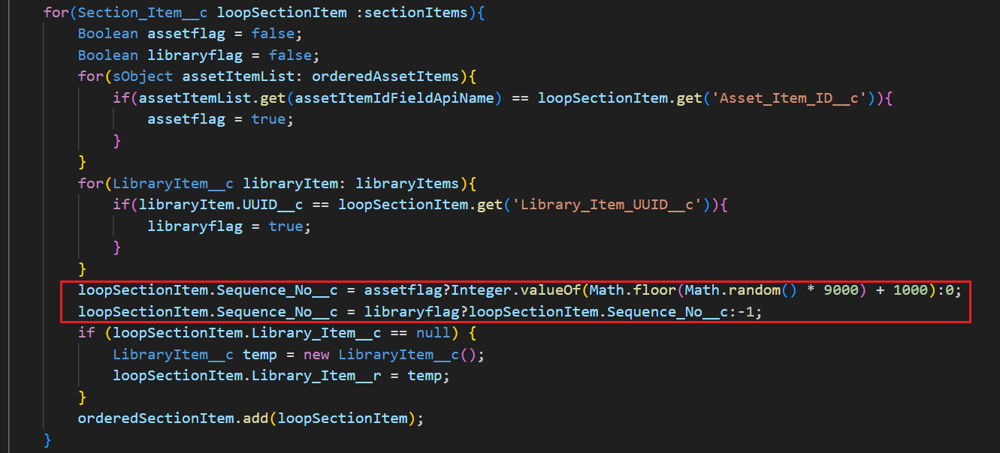 for(Section_Item__c loopSectionItem :sectionItems){
Boolean assetflag = false;
Boolean libraryflag = false;
for(sObject assetItemList: orderedAssetItems){
if(assetItemList.get(assetItemIdFieldApiName) == loopSectionItem.get('Asset_Item_ID__c')){
assetflag = true;
}
}
for(LibraryItem__c libraryItem: libraryItems){
if(libraryItem.UUID__c == loopSectionItem.get('Library_Item_UUID__c')){
libraryflag = true;
}
}
loopSectionItem.Sequence_No__c = assetflag?Integer.valueOf(Math.floor(Math.random() * 9000) + 1000):0;
loopSectionItem.Sequence_No__c = libraryflag?loopSectionItem.Sequence_No__c:-1;
if (loopSectionItem.Library_Item__c == null) {
LibraryItem__c temp = new LibraryItem__c();
loopSectionItem.Library_Item__r = temp;
}
orderedSectionItem.add(loopSectionItem);
}